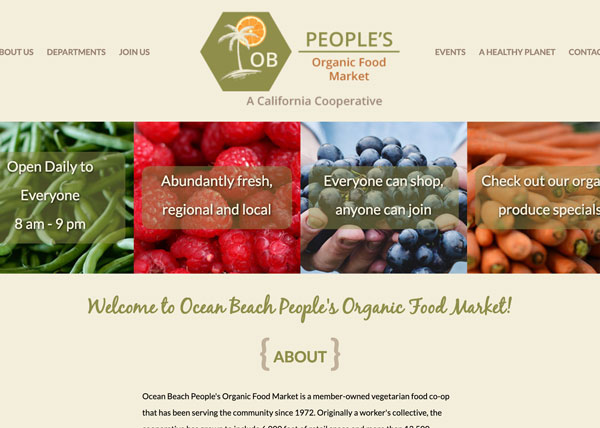 BOUT US DEPARTMENTS JOIN US
OB
PEOPLE'S
Organic Food
Market
A California Cooperative
EVENTS A HEALTHY PLANET CONTAC
Open Daily to
Everyone
8 am - 9 pm
Abundantly fresh,
regional and local
Everyone can shop,
anyone can join
Check out our orga
produce specials
Welcome to Ocean Beach People's Organic Food Market!
{ ABOUT }
Ocean Beach People's Organic Food Market is a member-owned vegetarian food co-op
that has been serving the community since 1972. Originally a worker's collective, the